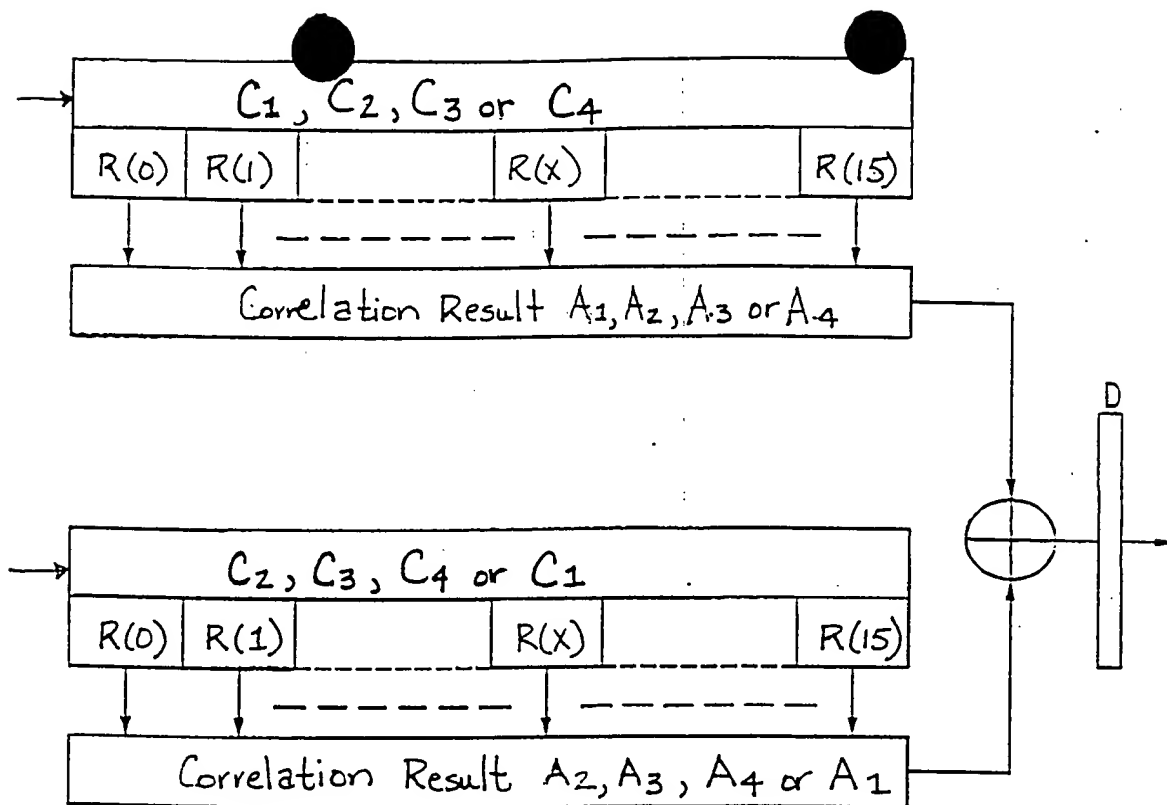 C1, C2, C3 or C4
R(0) R(1) R(X) R(15)
Correlation Result A1, A2, A3 or A4
D
C2, C3, C4 or C1
R(0) R(1) R(X) R(15)
Correlation Result A2, A3, A4 or A1